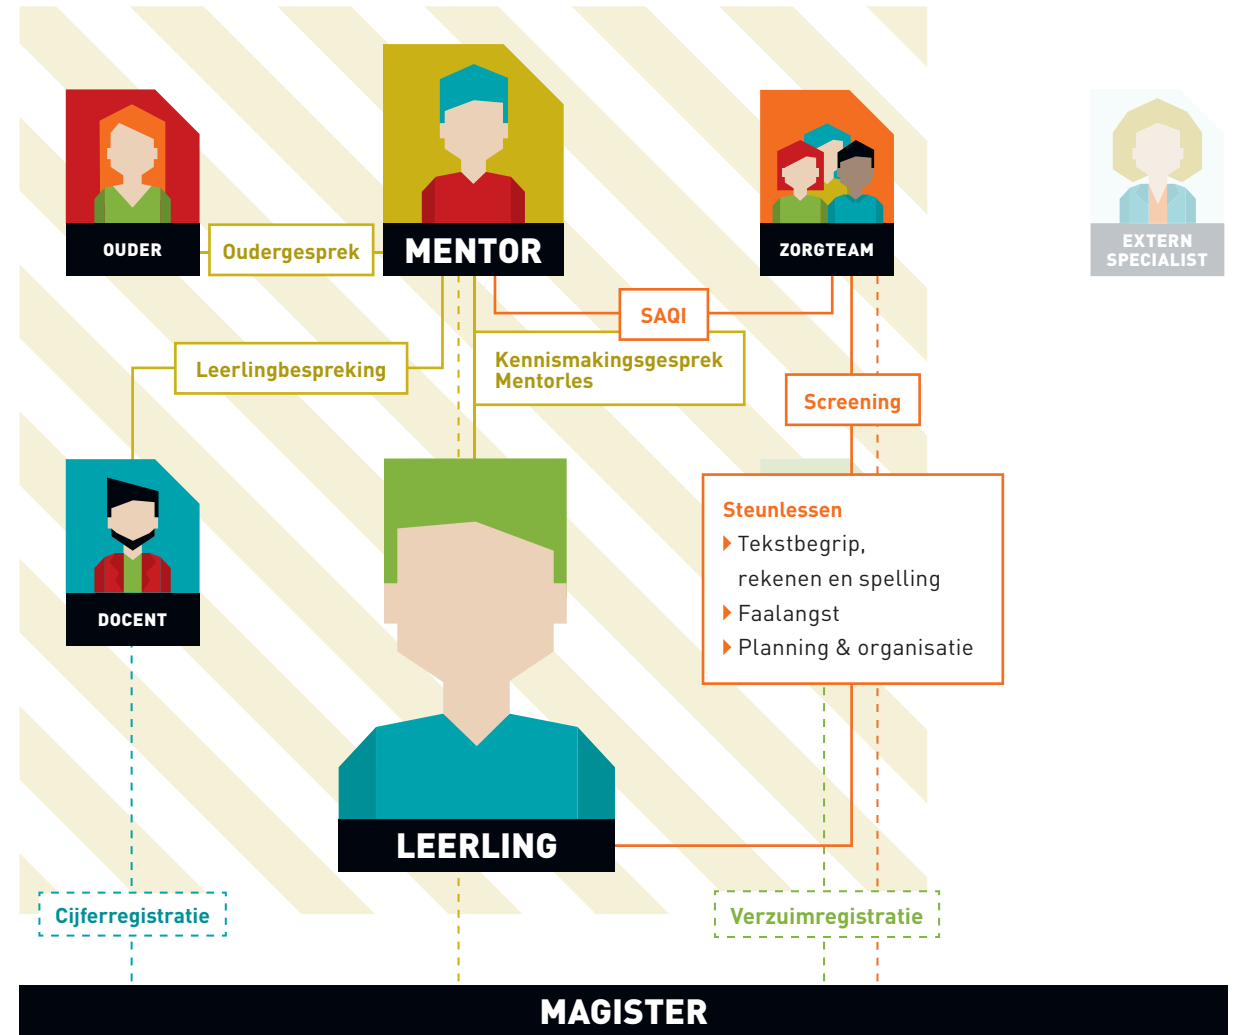 OUDER
Oudergesprek
MENTOR
ZORGTEAM
EXTERN
SPECIALIST
SAQI
Leerlingbespreking
Kennismakingsgesprek
Mentorles
Screening
Steunlessen
Tekstbegrip,
rekenen en spelling
Faalangst
Planning & organisatie
DOCENT
LEERLING
Cijferregistratie
Verzuimregistratie
MAGISTER